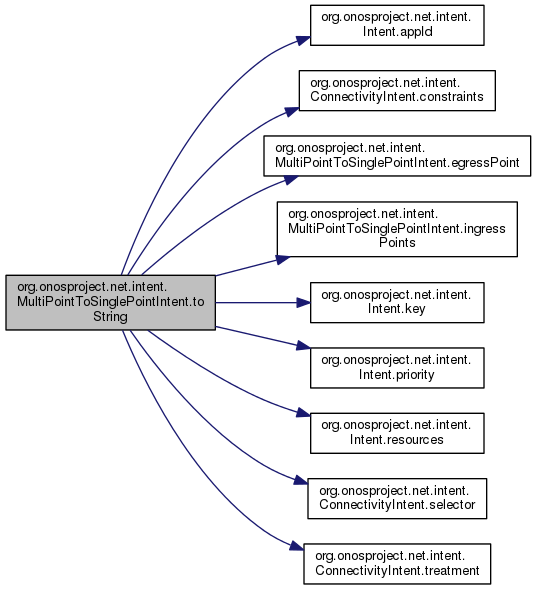 org.onosproject.net.intent.
Intent.appId
org.onosproject.net.intent.
ConnectivityIntent.constraints
org.onosproject.net.intent.
MultiPointToSinglePointIntent.egressPoint
org.onosproject.net.intent.
MultiPointToSinglePointIntent.ingress
Points
org.onosproject.net.intent.
MultiPointToSinglePointIntent.to
String
org.onosproject.net.intent.
Intent.key
org.onosproject.net.intent.
Intent.priority
org.onosproject.net.intent.
Intent.resources
org.onosproject.net.intent.
ConnectivityIntent.selector
org.onosproject.net.intent.
ConnectivityIntent.treatment